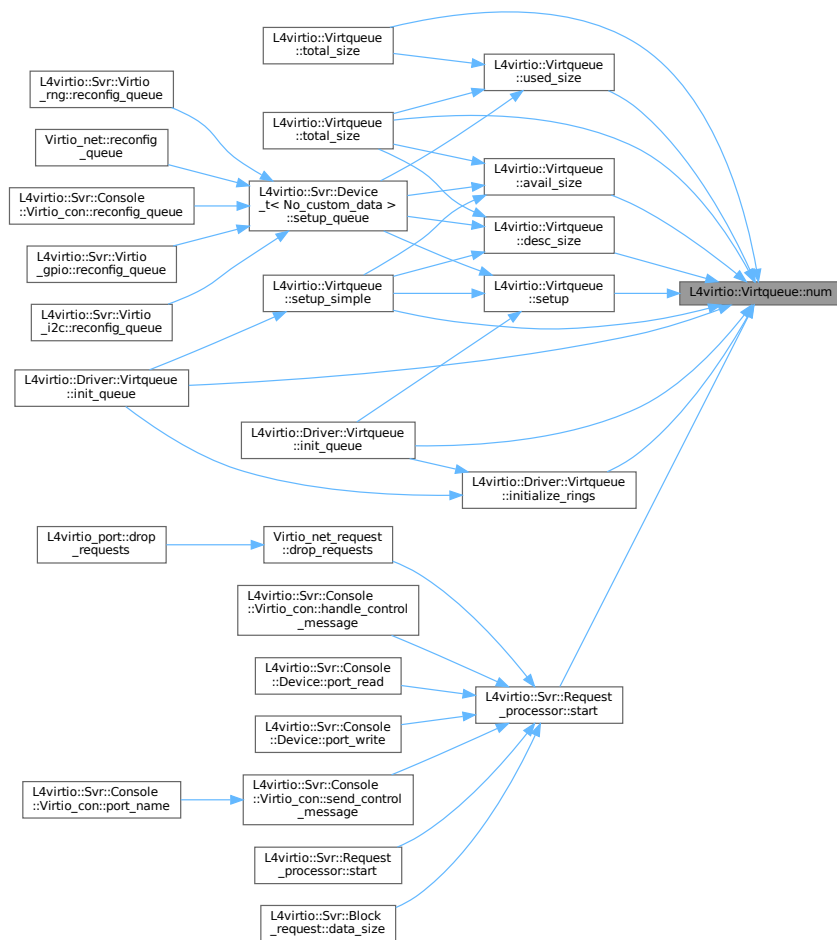 L4virtio::Virtqueue
::total_size
L4virtio::Virtqueue
::used_size
L4virtio::Svr::Virtio
_rng::reconfig_queue
L4virtio::Virtqueue
::total_size
Virtio_net::reconfig
_queue
L4virtio::Virtqueue
::avail_size
L4virtio::Svr::Device
_t< No_custom_data >
::setup_queue
L4virtio::Svr::Console
::Virtio_con::reconfig_queue
L4virtio::Virtqueue
::desc_size
L4virtio::Svr::Virtio
_gpio::reconfig_queue
L4virtio::Virtqueue
::setup_simple
L4virtio::Virtqueue
::setup
L4virtio::Virtqueue::num
L4virtio::Svr::Virtio
_i2c::reconfig_queue
L4virtio::Driver::Virtqueue
::init_queue
L4virtio::Driver::Virtqueue
::init_queue
L4virtio::Driver::Virtqueue
::initialize_rings
L4virtio_port::drop
_requests
Virtio_net_request
::drop_requests
L4virtio::Svr::Console
::Virtio_con::handle_control
_message
L4virtio::Svr::Console
::Device::port_read
L4virtio::Svr::Request
_processor::start
L4virtio::Svr::Console
::Device::port_write
L4virtio::Svr::Console
::Virtio_con::port_name
L4virtio::Svr::Console
::Virtio_con::send_control
_message
L4virtio::Svr::Request
_processor::start
L4virtio::Svr::Block
_request::data_size